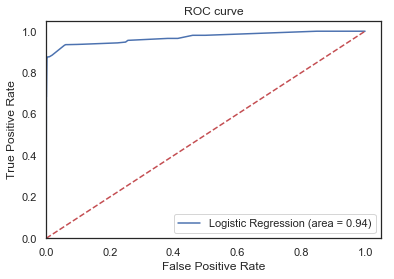 ROC curve
True Positive Rate
1.0
0.8
0.6
0.4
0.2
0.0
Logistic Regression (area = 0.94)
0.0 0.2 0.4 0.6 0.8 1.0
False Positive Rate